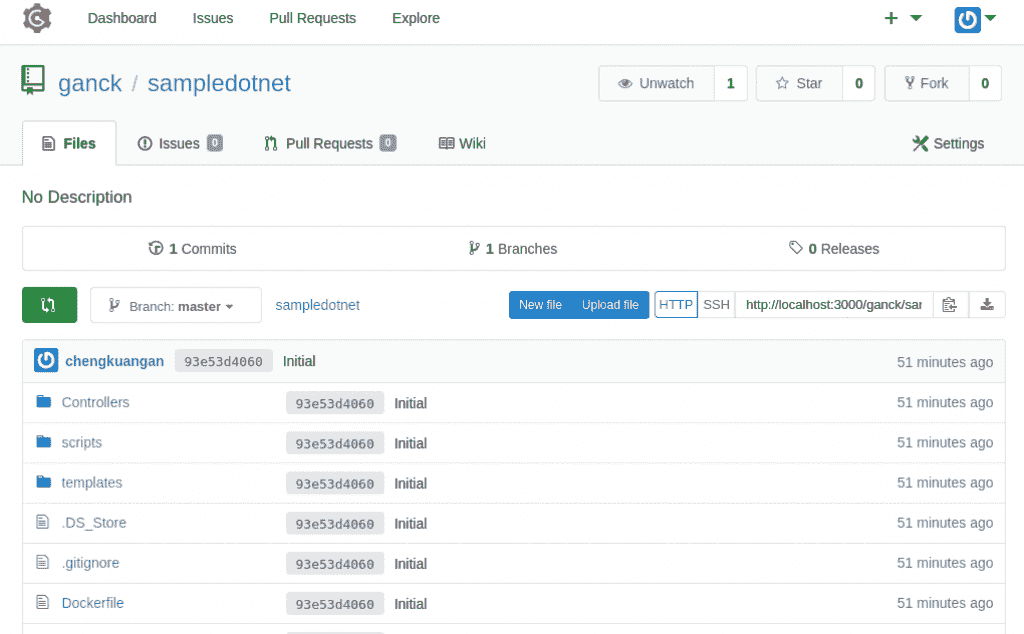 Dashboard Issues Pull Requests Explore
ganck / sampledotnet Unwatch 1 Star 0 Fork 0
Files Issues 0 Pull Requests 0 Wiki Settings
No Description
1 Commits 1 Branches 0 Releases
Branch: master sampledotnet New file Upload file HTTP SSH http://localhost:3000/ganck/sar
chengkuangan 93e53d4060 Initial 51 minutes ago
Controllers 93e53d4060 Initial 51 minutes ago
scripts 93e53d4060 Initial 51 minutes ago
templates 93e53d4060 Initial 51 minutes ago
.DS_Store 93e53d4060 Initial 51 minutes ago
.gitignore 93e53d4060 Initial 51 minutes ago
Dockerfile 93e53d4060 Initial 51 minutes ago